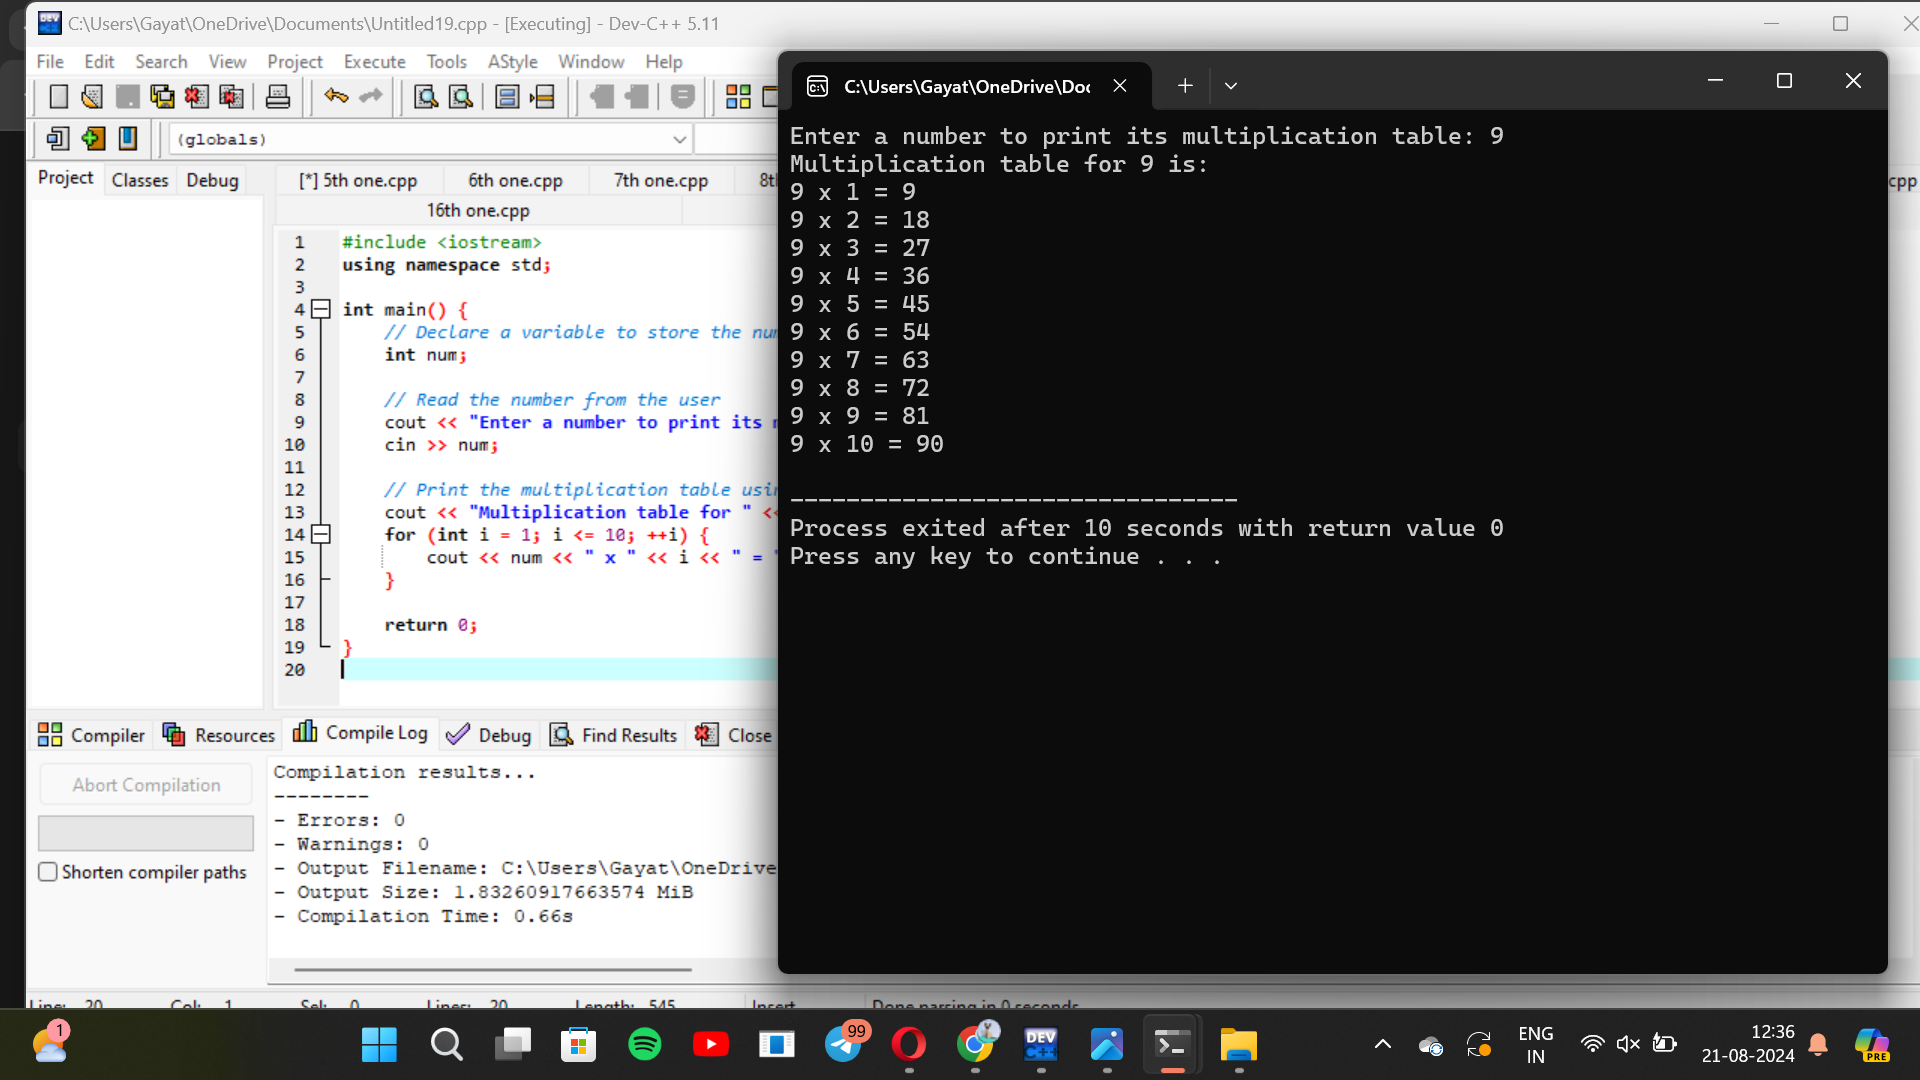 C:\Users\Gayat\OneDrive\Documents\Untitled19.cpp - [Executing] - Dev-C++ 5.11
File Edit Search View Project Execute Tools AStyle Window Help
(globals)
Project Classes Debug
[*] 5th one.cpp 6th one.cpp 7th one.cpp cpp
16th one.cpp
1 #include <iostream>
2 using namespace std;
3
4 int main() {
5 // Declare a variable to store the
6 int num;
7
8 // Read the number from the user
9 cout << "Enter a number to print its
10 cin >> num;
11
12 // Print the multiplication table
13 cout << "Multiplication table for " <<
14 for (int i = 1; i <= 10; ++i) {
15 cout << num << " x " << i << " = "
16 }
17
18 return 0;
19 }
20
Compiler Resources Compile Log Debug Find Results Close
Abort Compilation
Shorten compiler paths
Compilation results...
--------
- Errors: 0
- Warnings: 0
- Output Filename: C:\Users\Gayat\OneDrive
- Output Size: 1.83260917663574 MiB
- Compilation Time: 0.66s
Line: 20 Col: 1 Sel: 0 Lines: 20 Length: 545 Insert Done parsing in 0 seconds
C:\Users\Gayat\OneDrive\Doc
Enter a number to print its multiplication table: 9
Multiplication table for 9 is:
9 x 1 = 9
9 x 2 = 18
9 x 3 = 27
9 x 4 = 36
9 x 5 = 45
9 x 6 = 54
9 x 7 = 63
9 x 8 = 72
9 x 9 = 81
9 x 10 = 90
--------------------------------
Process exited after 10 seconds with return value 0
Press any key to continue . . .
1
99
DEV
C++
ENG
IN
12:36
21-08-2024
PRE